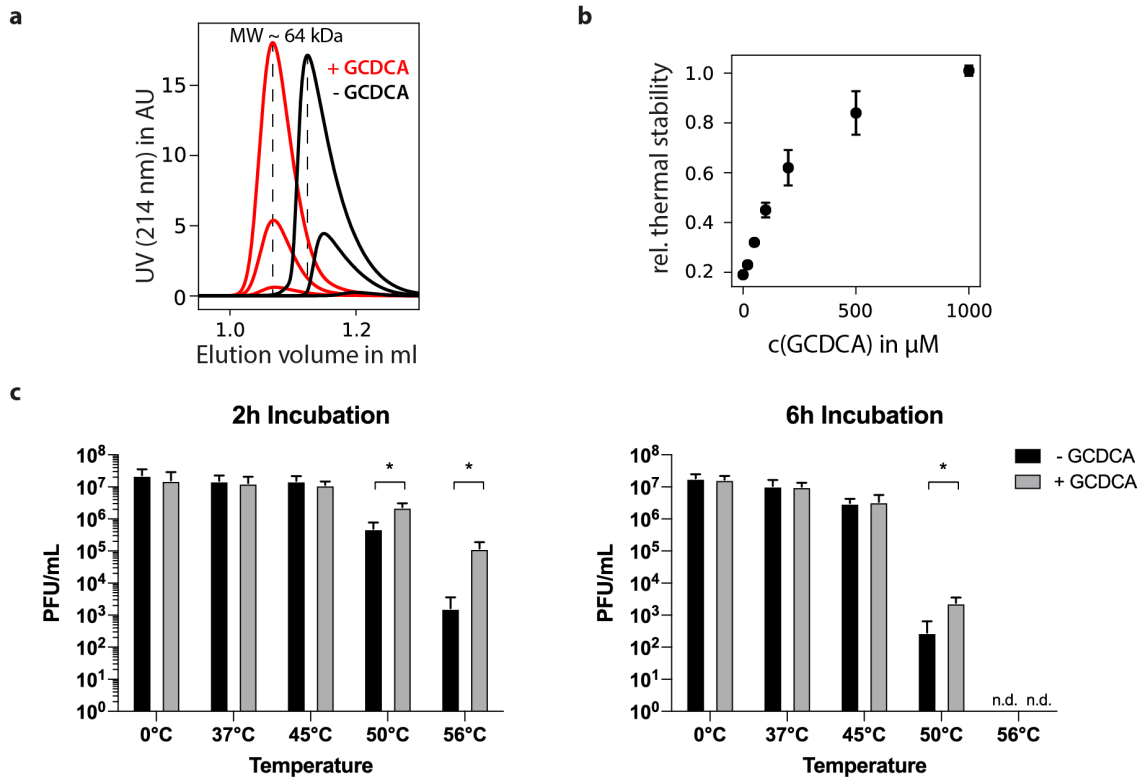 a
MW ~ 64 kDa
+ GCDCA
- GCDCA
15
10
5
0
UV (214 nm) in AU
1.0 1.2
Elution volume in ml
b
1.0
0.8
0.6
0.4
0.2
rel. thermal stability
0 500 1000
c(GCDCA) in µM
c
2h Incubation
10⁸
10⁷
10⁶
10⁵
10⁴
10³
10²
10¹
10⁰
PFU/mL
* *
0°C 37°C 45°C 50°C 56°C
Temperature
6h Incubation
10⁸
10⁷
10⁶
10⁵
10⁴
10³
10²
10¹
10⁰
PFU/mL
*
n.d. n.d.
0°C 37°C 45°C 50°C 56°C
Temperature
- GCDCA
+ GCDCA